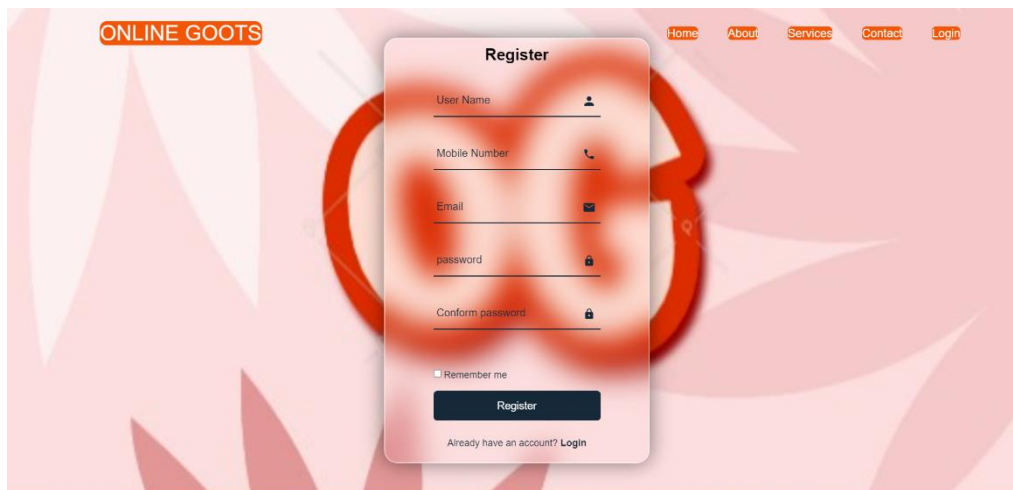 ONLINE GOOTS
Home About Services Contact Login
Register
User Name
Mobile Number
Email
password
Conform password
Remember me
Register
Already have an account? Login